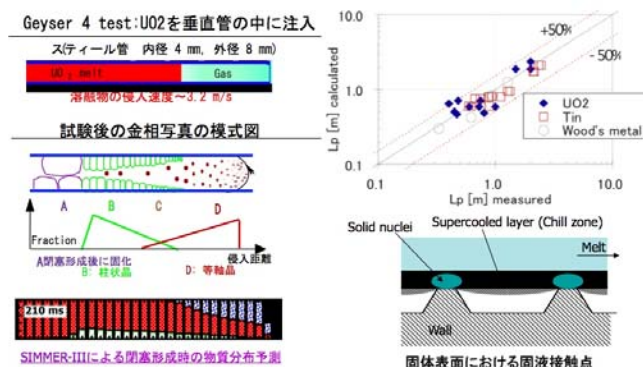 Geyser 4 test:UO2を垂直管の中に注入
ス(ティール管 内径 4 mm, 外径 8 mm)
UO2 melt
Gas
溶融物の侵入速度～3.2 m/s
試験後の金相写真の模式図
A
B
C
D
Fraction
侵入距離
A閉塞形成後に固化
B: 柱状晶
D: 等軸晶
210 ms
SIMMER-IIIによる閉塞形成時の物質分布予測
Lp [m] calculated
10.0
1.0
0.1
+50%
- 50%
UO2
Tin
Wood's metal
0.1
1.0
10.0
Lp [m] measured
Solid nuclei
Supercooled layer (Chill zone)
Melt
Wall
固体表面における固液接触点